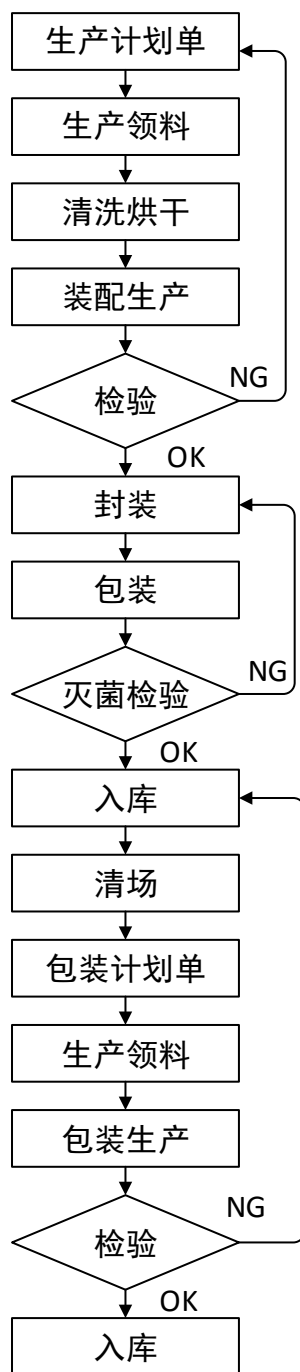 生产计划单
生产领料
清洗烘干
装配生产
检验
NG
OK
封装
包装
灭菌检验
NG
OK
入库
清场
包装计划单
生产领料
包装生产
检验
NG
OK
入库